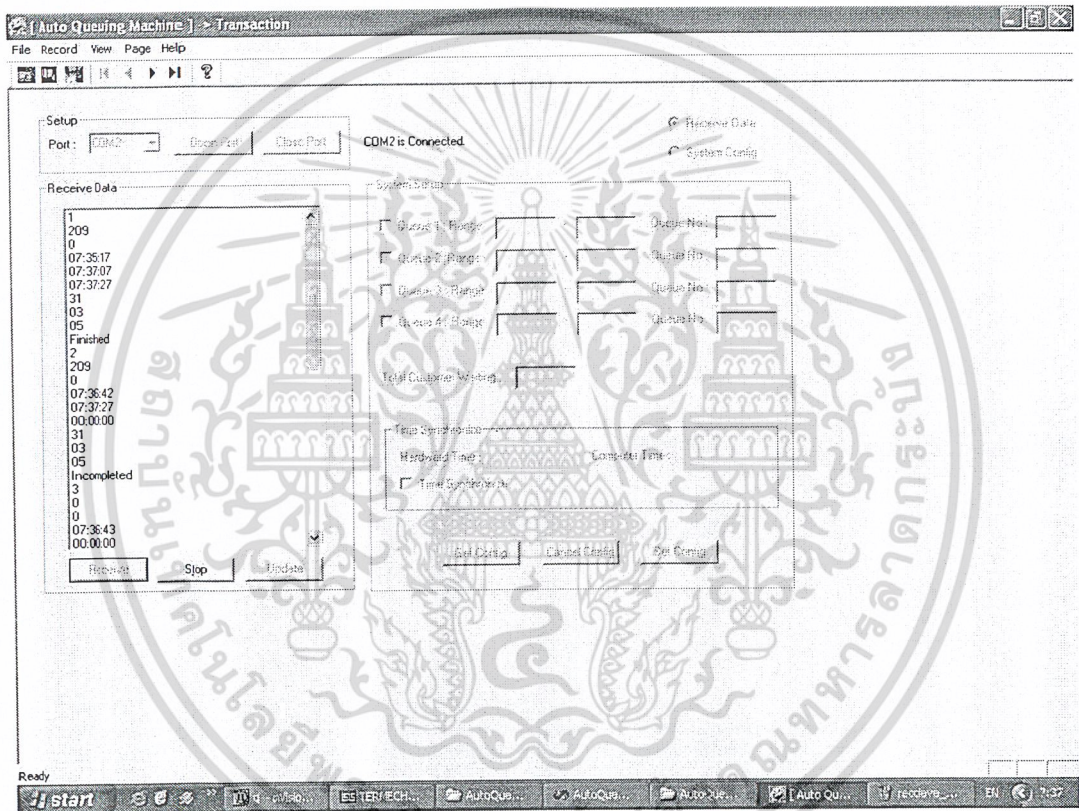 [ Auto Queuing Machine ] -> Transaction
File Record View Page Help
Setup
Port : COM2 Open Port Close Port COM2 is Connected.
Receive Data
System Config
Receive Data
1
209
0
07:35:17
07:37:07
07:37:27
31
03
05
Finished
2
209
0
07:36:42
07:37:27
00:00:00
31
03
05
Incompleted
3
0
0
07:36:43
00:00:00
Receive Stop Update
System Setup
Queue 1 : Range - Queue No :
Queue 2 : Range - Queue No :
Queue 3 : Range - Queue No :
Queue 4 : Range - Queue No :
Total Customer Waiting :
Time Synchronize
Hardware Time : Computer Time :
Time Synchronize
Get Config Cancel Config Set Config
Ready
start TERMECH... AutoQue... AutoQue... AutoQue... [ Auto Qu... EN 7:37